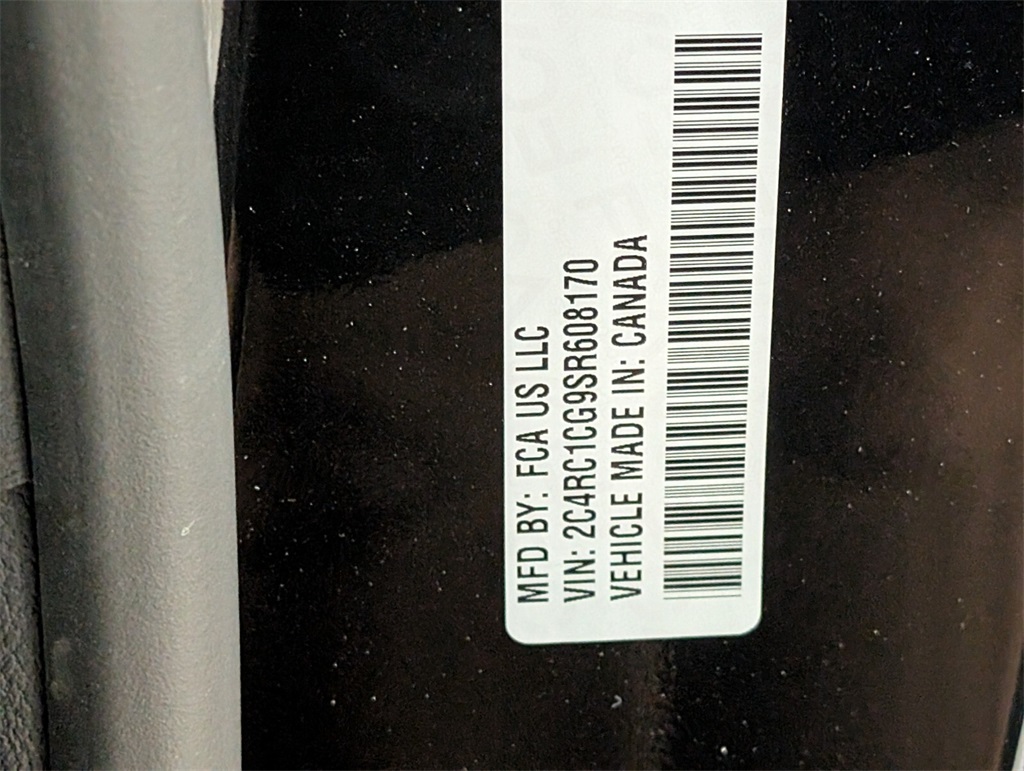 MFD BY: FCA US LLC
VIN: 2C4RC1CG9SR608170
VEHICLE MADE IN: CANADA